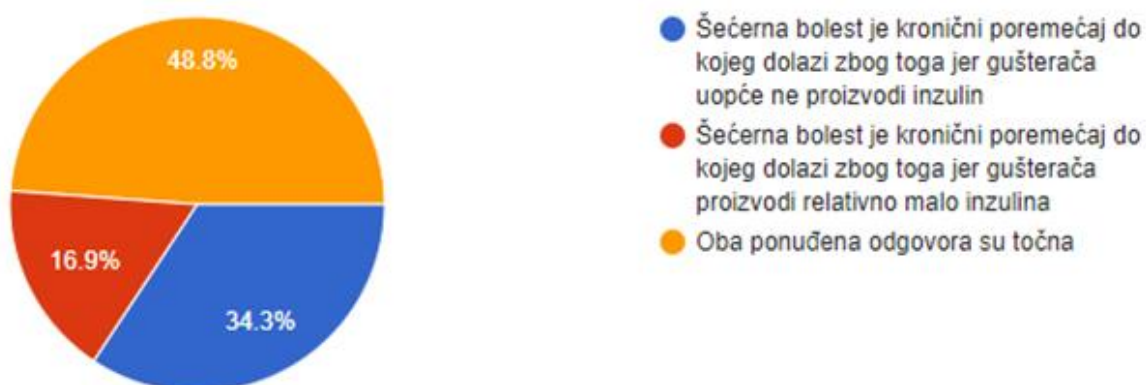 48.8%
16.9%
34.3%
Šećerna bolest je kronični poremećaj do
kojeg dolazi zbog toga jer gušterača
uopće ne proizvodi inzulin
Šećerna bolest je kronični poremećaj do
kojeg dolazi zbog toga jer gušterača
proizvodi relativno malo inzulina
Oba ponuđena odgovora su točna